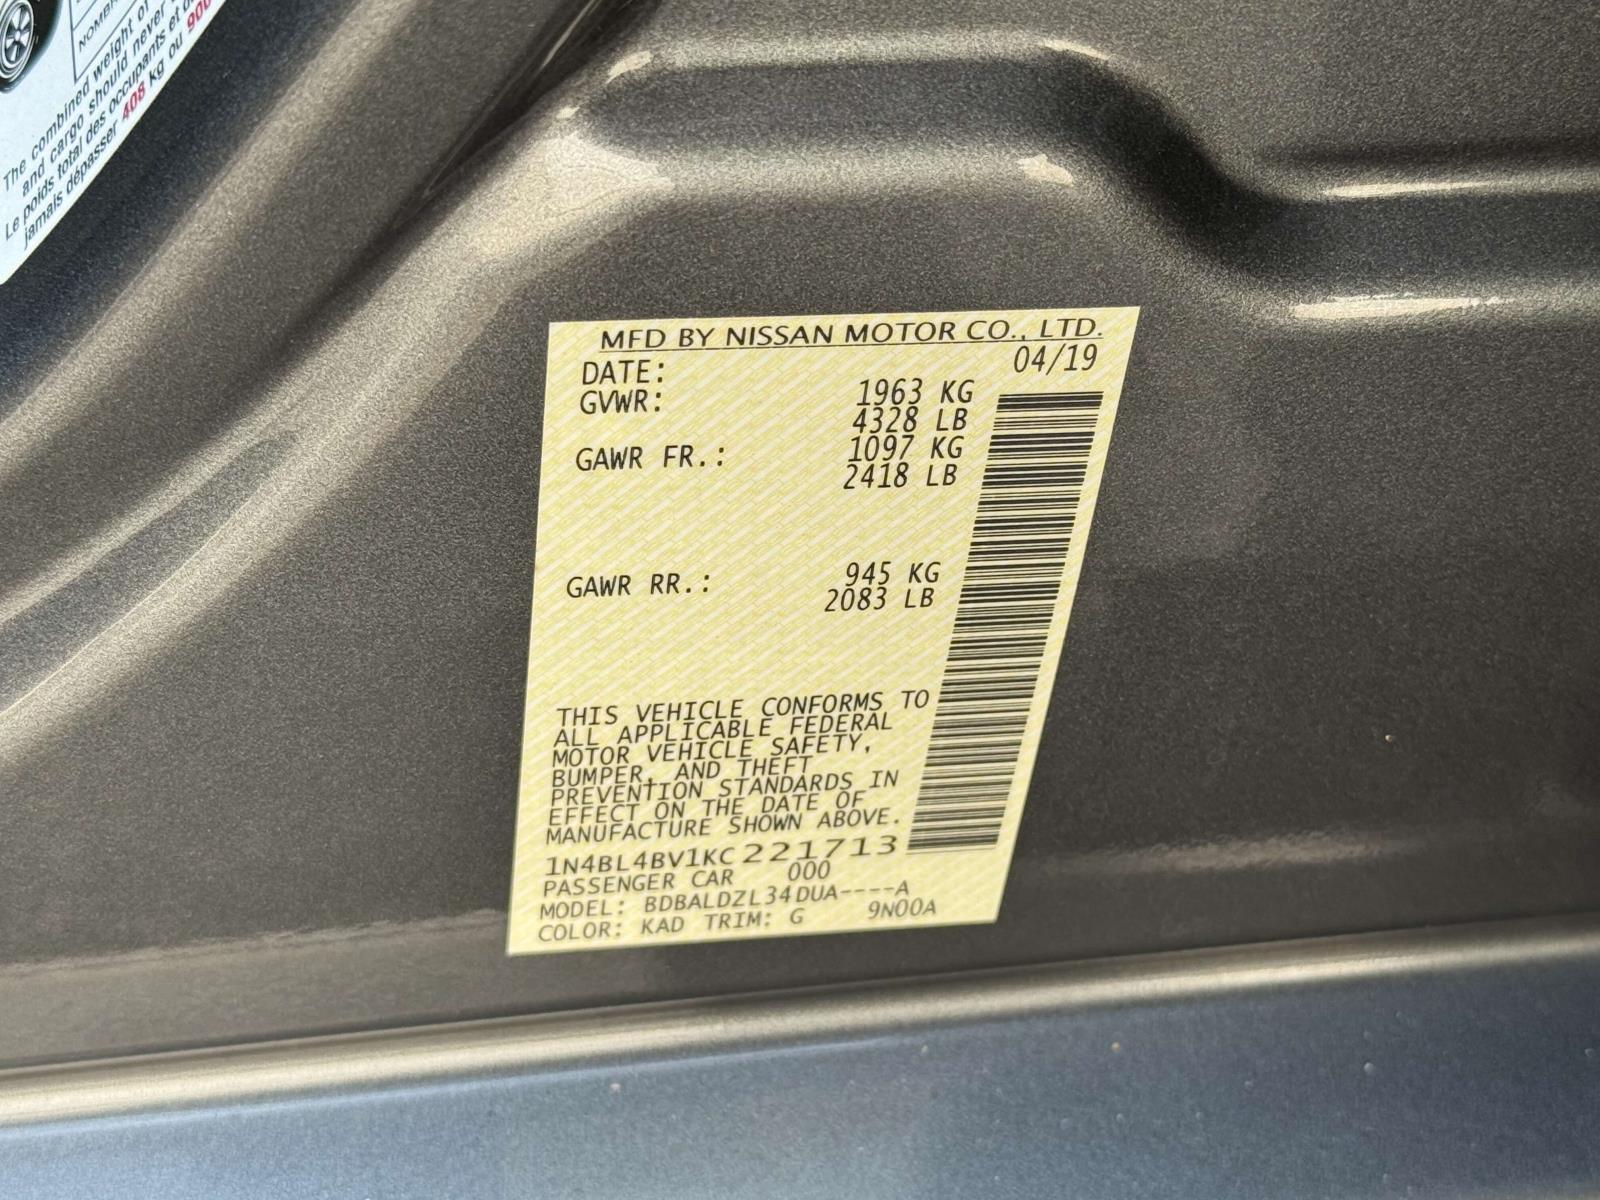 NOMBR
The combined weight of
and cargo should never
Le poids total des occupants et de
jamais dépasser 408 kg ou 900
MFD BY NISSAN MOTOR CO., LTD.
DATE: 04/19
GVWR: 1963 KG
4328 LB
GAWR FR.: 1097 KG
2418 LB
GAWR RR.: 945 KG
2083 LB
THIS VEHICLE CONFORMS TO
ALL APPLICABLE FEDERAL
MOTOR VEHICLE SAFETY,
BUMPER, AND THEFT
PREVENTION STANDARDS IN
EFFECT ON THE DATE OF
MANUFACTURE SHOWN ABOVE.
1N4BL4BV1KC221713
PASSENGER CAR 000
MODEL: BDBALDZL34DUA----A
COLOR: KAD TRIM: G 9N00A